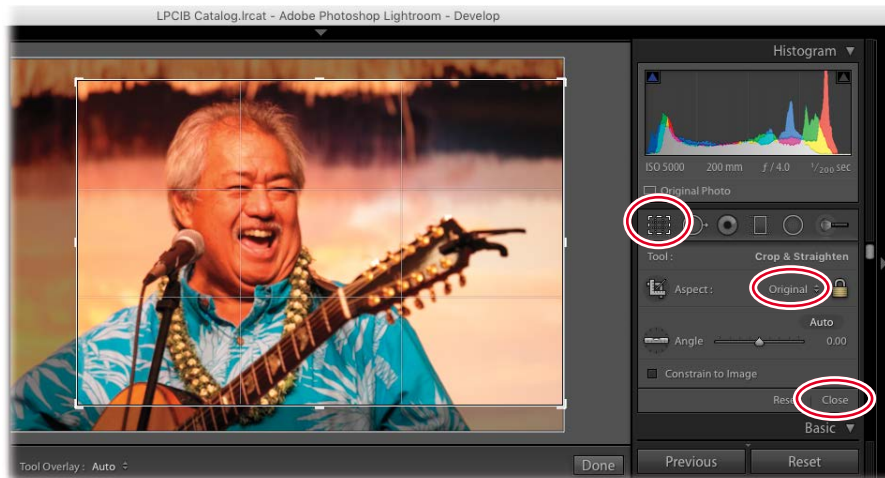 LPCIB Catalog.lrcat - Adobe Photoshop Lightroom - Develop
Histogram
ISO 5000 200 mm ƒ / 4.0 1/200 sec
Original Photo
Tool : Crop & Straighten
Aspect : Original
Auto
Angle 0.00
Constrain to Image
Close
Basic
Tool Overlay : Auto Done Previous Reset